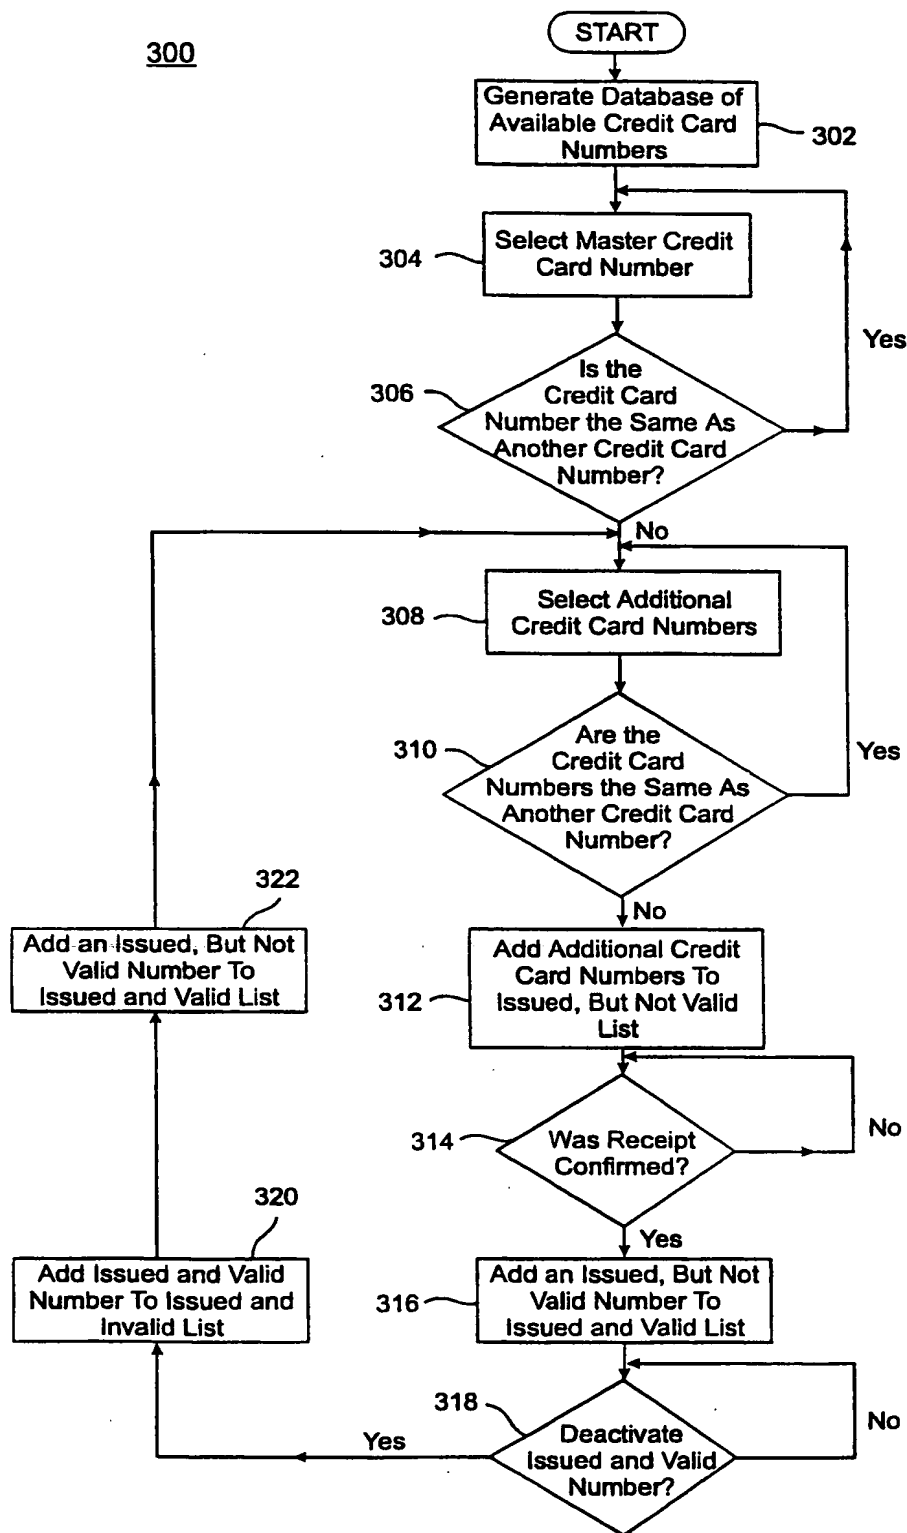 300
START
Generate Database of
Available Credit Card
Numbers
302
Select Master Credit
Card Number
304
Yes
Is the
Credit Card
Number the Same As
Another Credit Card
Number?
306
No
Select Additional
Credit Card Numbers
308
Are the
Credit Card
Numbers the Same As
Another Credit Card
Number?
310
Yes
No
322
Add an Issued, But Not
Valid Number To
Issued and Valid List
Add Additional Credit
Card Numbers To
Issued, But Not Valid
List
312
Was Receipt
Confirmed?
314
No
Yes
320
Add Issued and Valid
Number To Issued and
Invalid List
Add an Issued, But Not
Valid Number To
Issued and Valid List
316
Deactivate
Issued and Valid
Number?
318
No
Yes